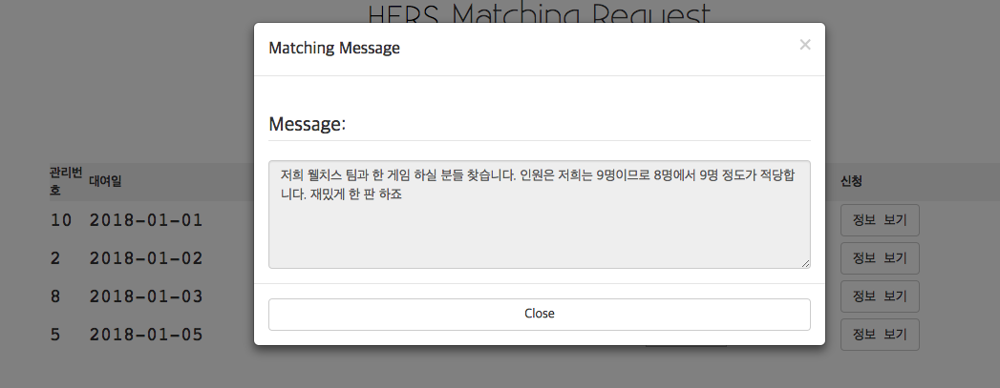 HERS Matching Request
Matching Message ×
Message:
저희 웰치스 팀과 한 게임 하실 분들 찾습니다. 인원은 저희는 9명이므로 8명에서 9명 정도가 적당합
니다. 재밌게 한 판 하죠
Close
관리번
호
대여일
신청
10 2018-01-01 정보 보기
2 2018-01-02 정보 보기
8 2018-01-03 정보 보기
5 2018-01-05 정보 보기